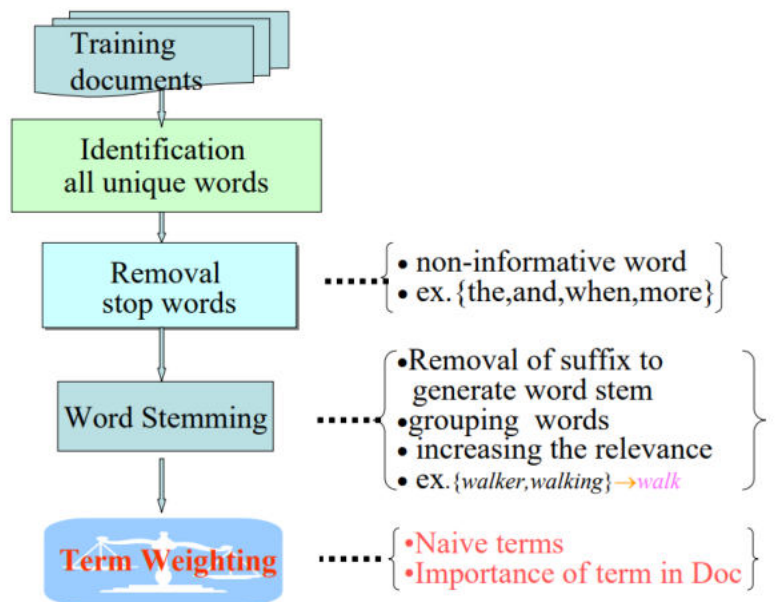 Training
documents
Identification
all unique words
Removal
stop words
• non-informative word
• ex.{the,and,when,more}
Word Stemming
•Removal of suffix to
generate word stem
•grouping words
• increasing the relevance
• ex.{walker,walking}→walk
Term Weighting
•Naive terms
•Importance of term in Doc